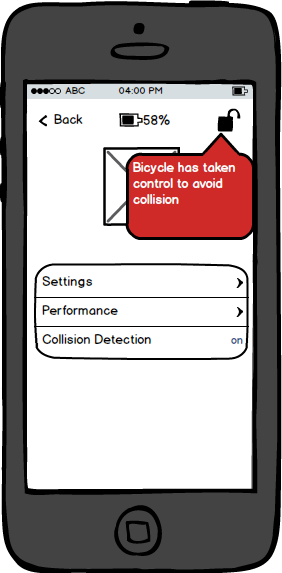 ABC 04:00 PM
Back 58%
Bicycle has taken
control to avoid
collision
Settings
Performance
Collision Detection on